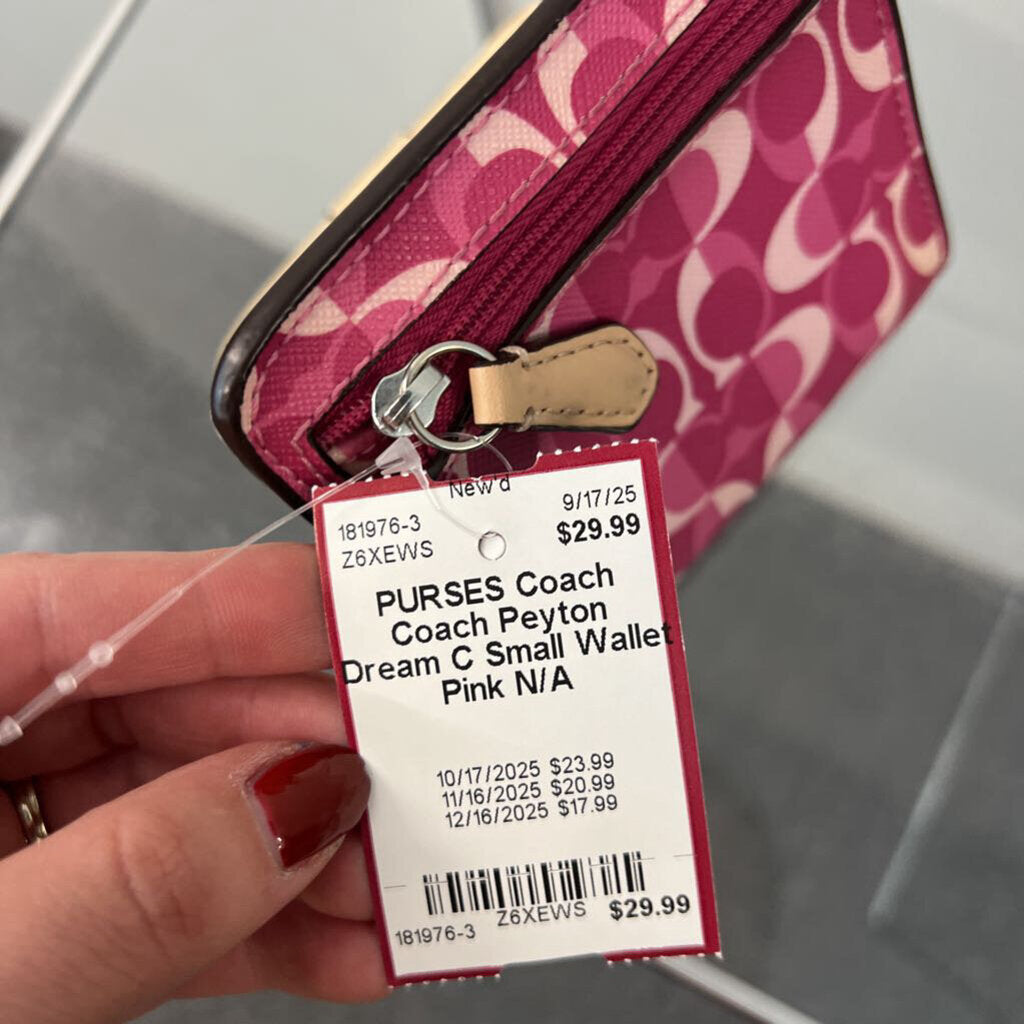 New'd
181976-3 9/17/25
Z6XEWS $29.99
PURSES Coach
Coach Peyton
Dream C Small Wallet
Pink N/A
10/17/2025 $23.99
11/16/2025 $20.99
12/16/2025 $17.99
181976-3 Z6XEWS $29.99